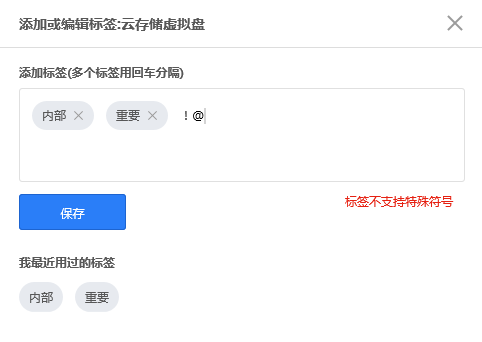 添加或编辑标签:云存储虚拟盘
添加标签(多个标签用回车分隔)
内部 重要 ！@
标签不支持特殊符号
保存
我最近用过的标签
内部 重要